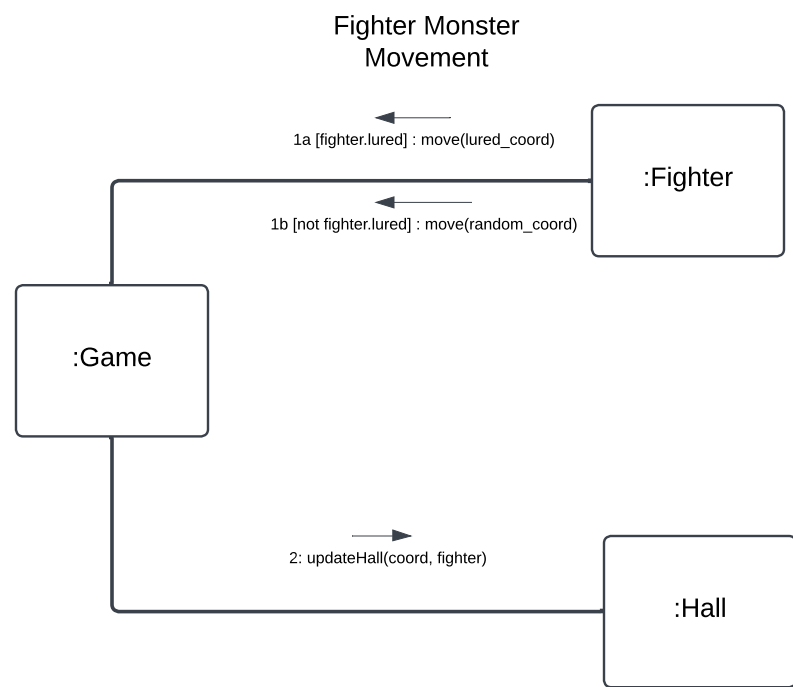 Fighter Monster
Movement
1a [fighter.lured] : move(lured_coord)
:Fighter
1b [not fighter.lured] : move(random_coord)
:Game
2: updateHall(coord, fighter)
:Hall